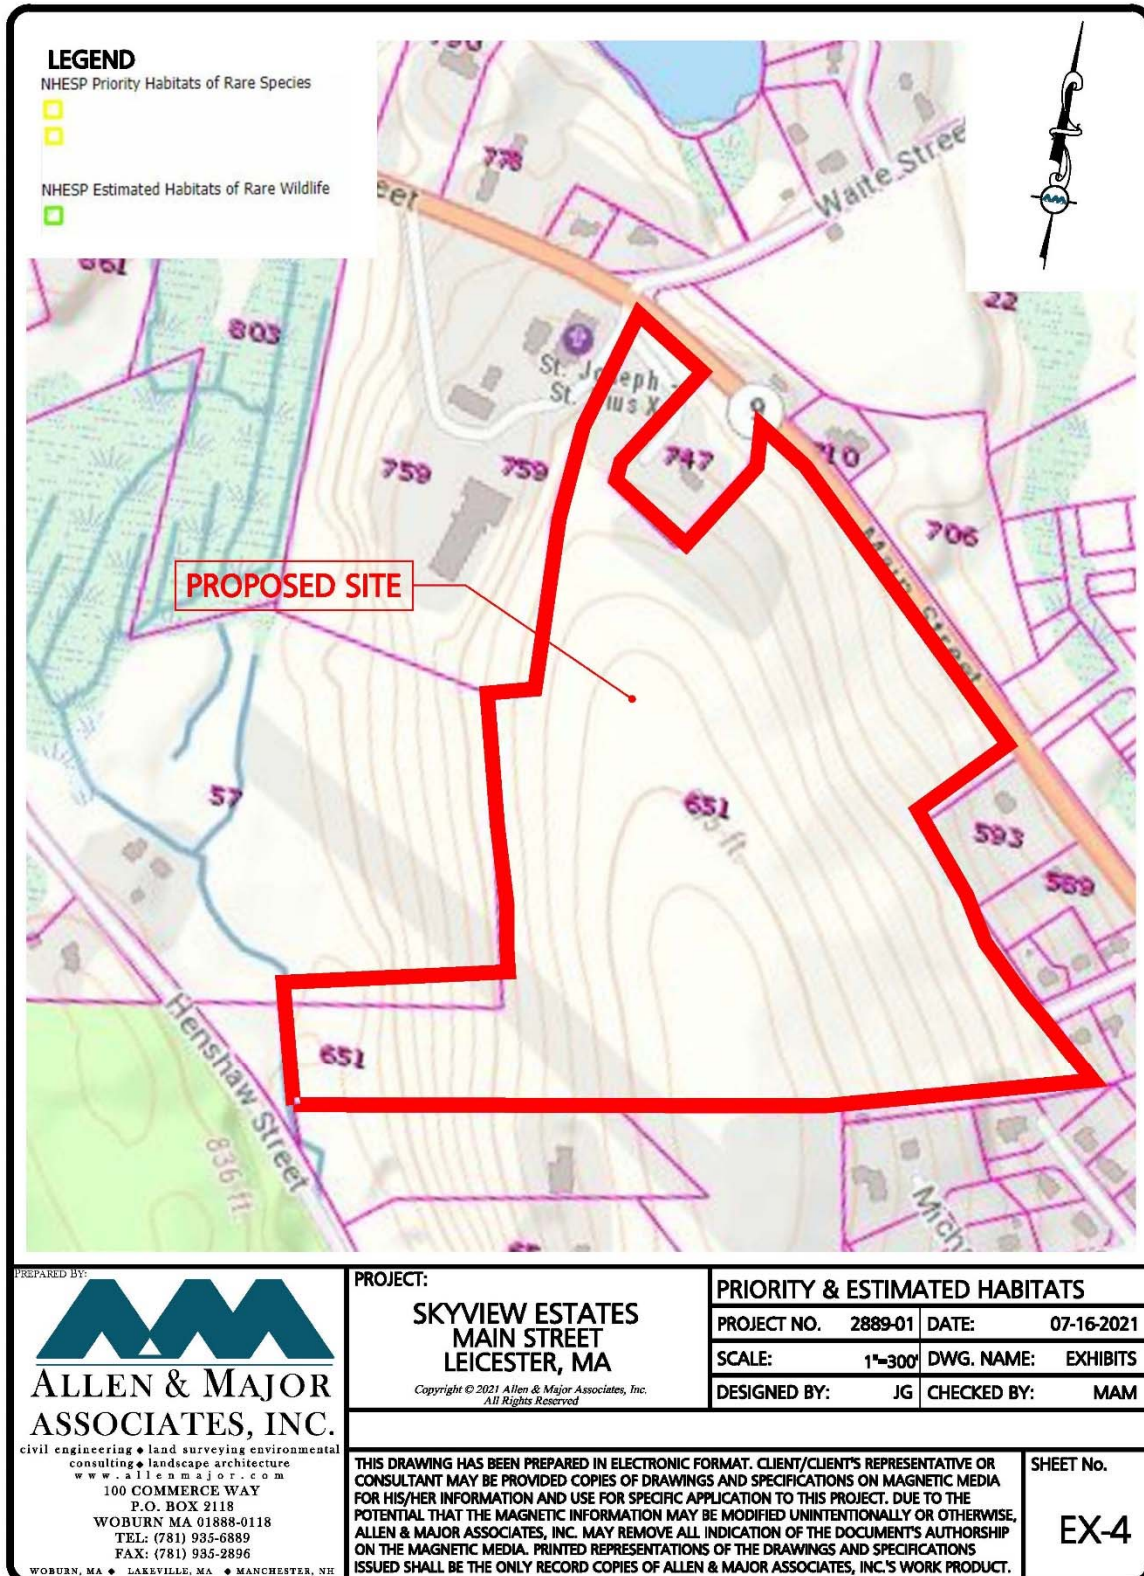 LEGEND
NHESP Priority Habitats of Rare Species
NHESP Estimated Habitats of Rare Wildlife
778
Waite Stree
eet
803
22
St. Joseph -
St. Pius X
9
747
710
759
759
706
Main Street
PROPOSED SITE
57
651
593
589
651
Henshaw Street
836 ft.
Mich
PREPARED BY:
ALLEN & MAJOR
ASSOCIATES, INC.
civil engineering ◆ land surveying environmental
consulting ◆ landscape architecture
www.allenmajor.com
100 COMMERCE WAY
P.O. BOX 2118
WOBURN MA 01888-0118
TEL: (781) 935-6889
FAX: (781) 935-2896
WOBURN, MA ◆ LAKEVILLE, MA ◆ MANCHESTER, NH
PROJECT:
SKYVIEW ESTATES
MAIN STREET
LEICESTER, MA
Copyright © 2021 Allen & Major Associates, Inc.
All Rights Reserved
PRIORITY & ESTIMATED HABITATS
PROJECT NO. 2889-01 DATE: 07-16-2021
SCALE: 1"=300' DWG. NAME: EXHIBITS
DESIGNED BY: JG CHECKED BY: MAM
THIS DRAWING HAS BEEN PREPARED IN ELECTRONIC FORMAT. CLIENT/CLIENT'S REPRESENTATIVE OR
CONSULTANT MAY BE PROVIDED COPIES OF DRAWINGS AND SPECIFICATIONS ON MAGNETIC MEDIA
FOR HIS/HER INFORMATION AND USE FOR SPECIFIC APPLICATION TO THIS PROJECT. DUE TO THE
POTENTIAL THAT THE MAGNETIC INFORMATION MAY BE MODIFIED UNINTENTIONALLY OR OTHERWISE,
ALLEN & MAJOR ASSOCIATES, INC. MAY REMOVE ALL INDICATION OF THE DOCUMENT'S AUTHORSHIP
ON THE MAGNETIC MEDIA. PRINTED REPRESENTATIONS OF THE DRAWINGS AND SPECIFICATIONS
ISSUED SHALL BE THE ONLY RECORD COPIES OF ALLEN & MAJOR ASSOCIATES, INC.'S WORK PRODUCT.
SHEET No.
EX-4